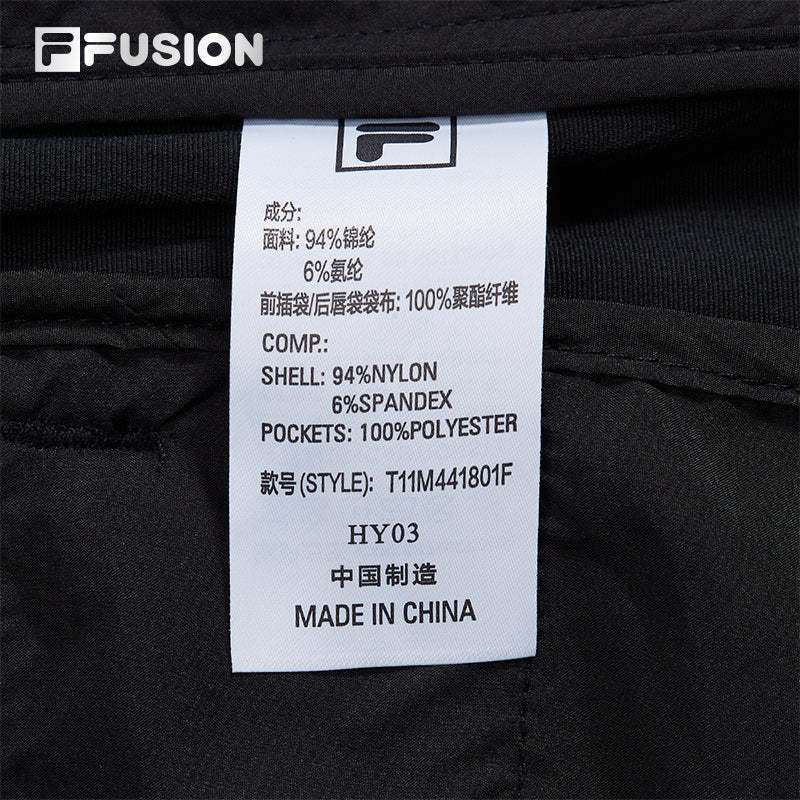 FFUSION
F
成分:
面料: 94%锦纶
6%氨纶
前插袋/后唇袋袋布: 100%聚酯纤维
COMP.:
SHELL: 94%NYLON
6%SPANDEX
POCKETS: 100%POLYESTER
款号(STYLE): T11M441801F
HY03
中国制造
MADE IN CHINA